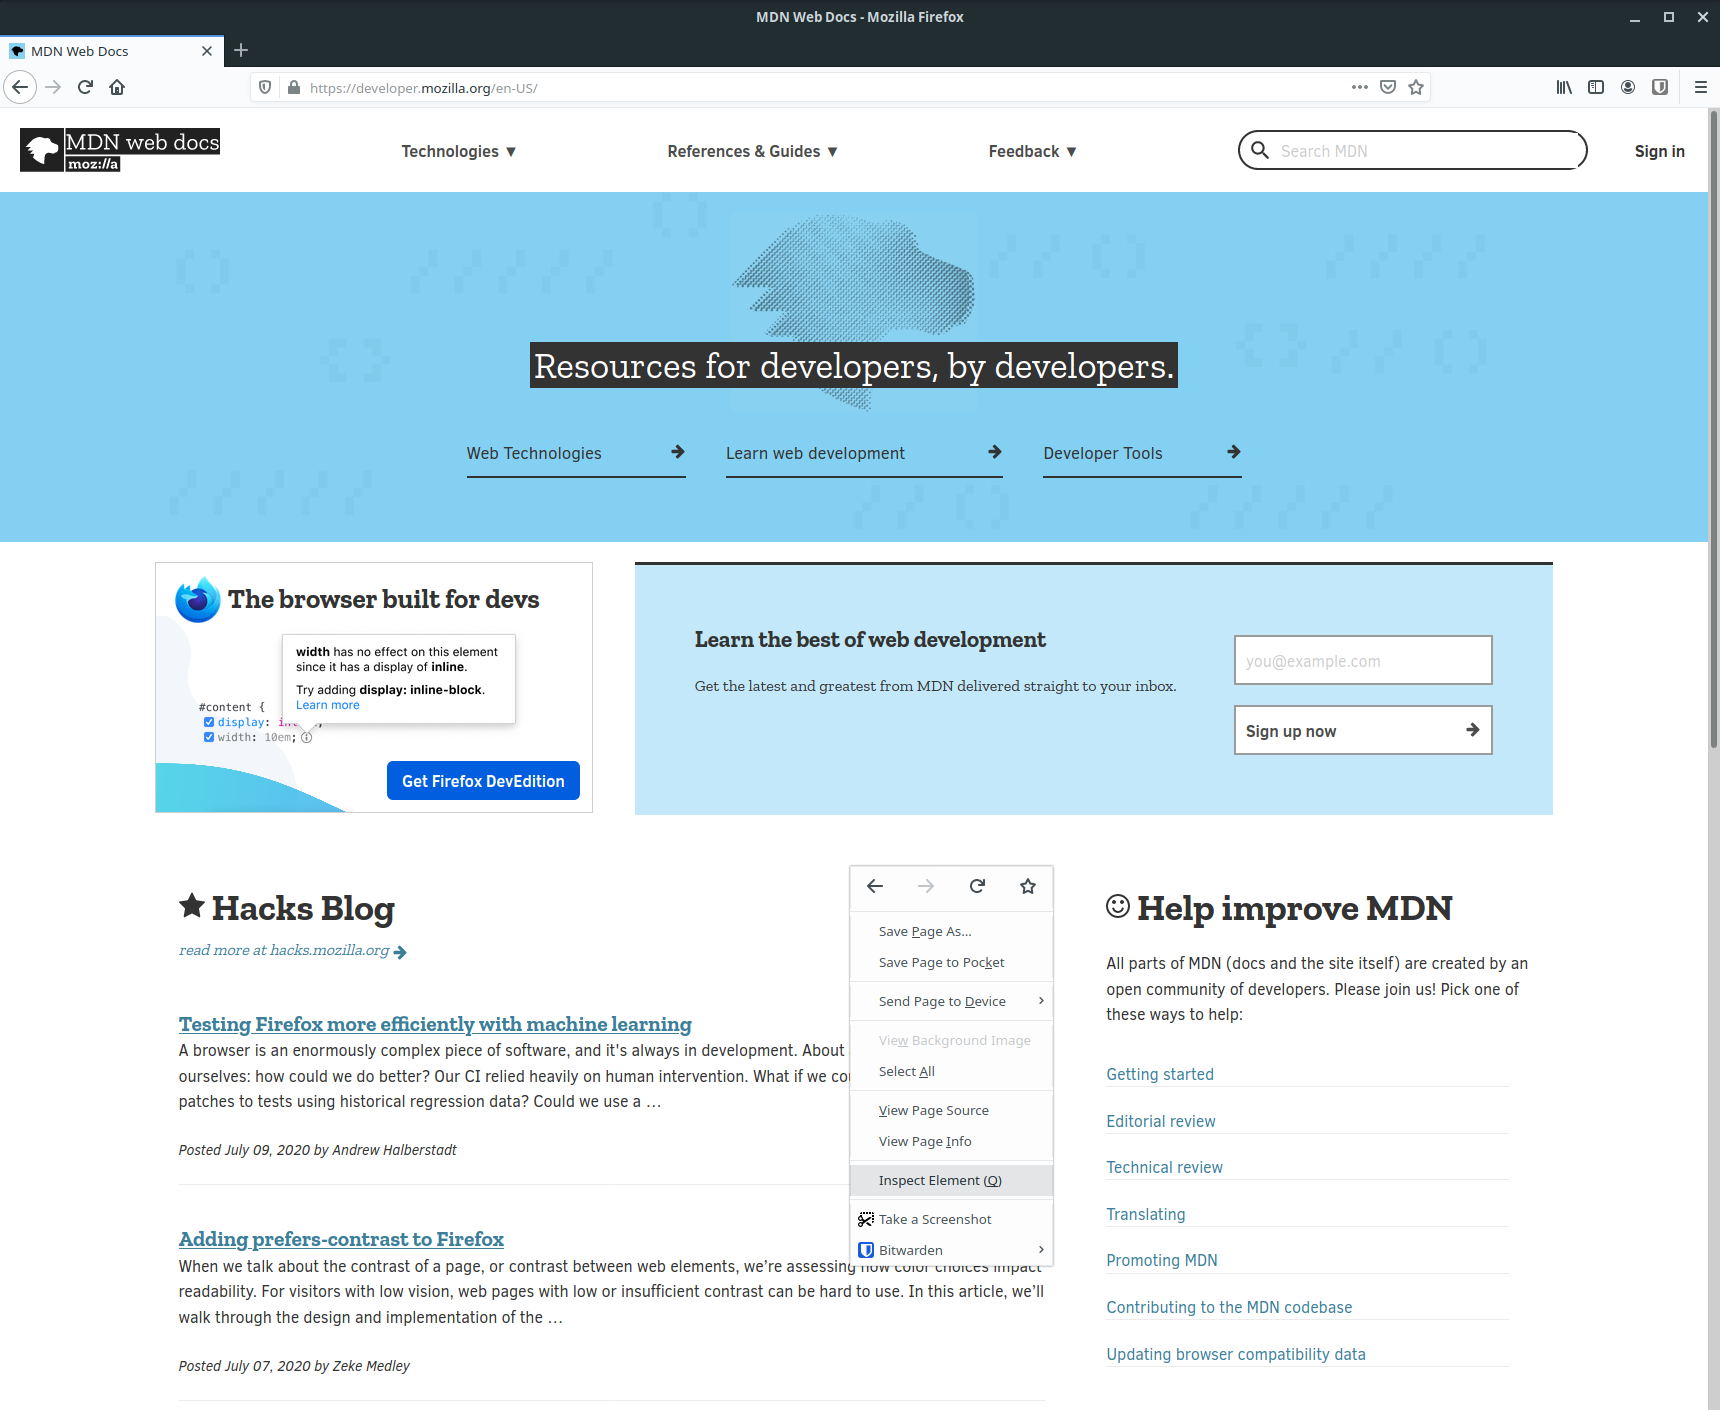 MDN Web Docs - Mozilla Firefox
MDN Web Docs
https://developer.mozilla.org/en-US/
MDN web docs
moz://a
Technologies ▼
References & Guides ▼
Feedback ▼
Search MDN
Sign in
Resources for developers, by developers.
Web Technologies
Learn web development
Developer Tools
The browser built for devs
width has no effect on this element
since it has a display of inline.
Try adding display: inline-block.
Learn more
#content {
display:
width: 10em;
Get Firefox DevEdition
Learn the best of web development
Get the latest and greatest from MDN delivered straight to your inbox.
you@example.com
Sign up now
Hacks Blog
read more at hacks.mozilla.org
Testing Firefox more efficiently with machine learning
A browser is an enormously complex piece of software, and it's always in development. About
ourselves: how could we do better? Our CI relied heavily on human intervention. What if we
patches to tests using historical regression data? Could we use a …
Posted July 09, 2020 by Andrew Halberstadt
Adding prefers-contrast to Firefox
When we talk about the contrast of a page, or contrast between web elements, we're assessing how color choices impact
readability. For visitors with low vision, web pages with low or insufficient contrast can be hard to use. In this article, we'll
walk through the design and implementation of the …
Posted July 07, 2020 by Zeke Medley
Save Page As...
Save Page to Pocket
Send Page to Device
View Background Image
Select All
View Page Source
View Page Info
Inspect Element (Q)
Take a Screenshot
Bitwarden
Help improve MDN
All parts of MDN (docs and the site itself) are created by an
open community of developers. Please join us! Pick one of
these ways to help:
Getting started
Editorial review
Technical review
Translating
Promoting MDN
Contributing to the MDN codebase
Updating browser compatibility data